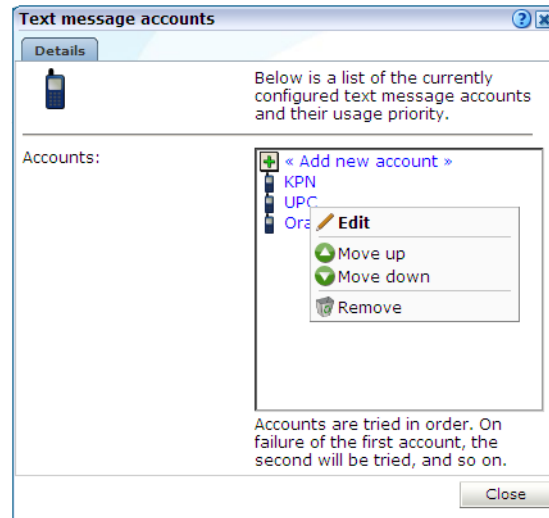 Text message accounts
Details
Below is a list of the currently
configured text message accounts
and their usage priority.
Accounts:
« Add new account »
KPN
UPC
Edit
Move up
Move down
Remove
Accounts are tried in order. On
failure of the first account, the
second will be tried, and so on.
Close